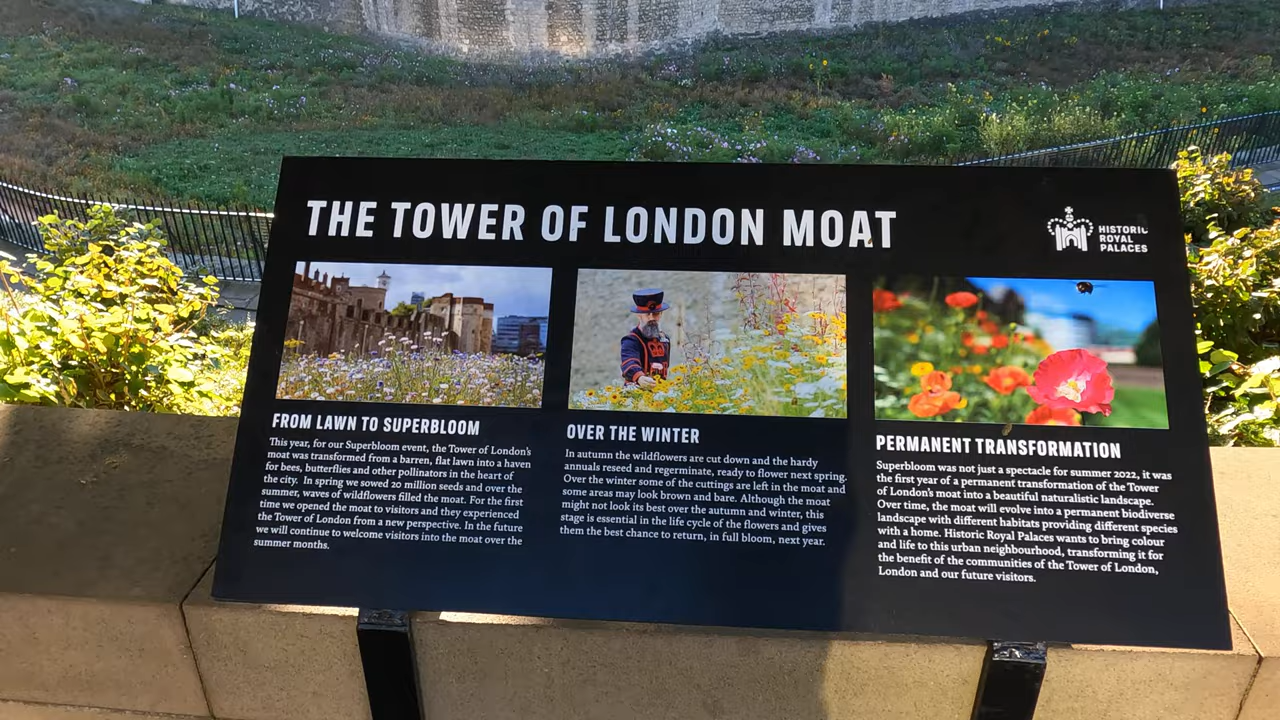 THE TOWER OF LONDON MOAT
HISTORIC
ROYAL
PALACES
FROM LAWN TO SUPERBLOOM
This year, for our Superbloom event, the Tower of London's
moat was transformed from a barren, flat lawn into a haven
for bees, butterflies and other pollinators in the heart of
the city. In spring we sowed 20 million seeds and over the
summer, waves of wildflowers filled the moat. For the first
time we opened the moat to visitors and they experienced
the Tower of London from a new perspective. In the future
we will continue to welcome visitors into the moat over the
summer months.
OVER THE WINTER
In autumn the wildflowers are cut down and the hardy
annuals reseed and regerminate, ready to flower next spring.
Over the winter some of the cuttings are left in the moat and
some areas may look brown and bare. Although the moat
might not look its best over the autumn and winter, this
stage is essential in the life cycle of the flowers and gives
them the best chance to return, in full bloom, next year.
PERMANENT TRANSFORMATION
Superbloom was not just a spectacle for summer 2022, it was
the first year of a permanent transformation of the Tower
of London's moat into a beautiful naturalistic landscape.
Over time, the moat will evolve into a permanent biodiverse
landscape with different habitats providing different species
with a home. Historic Royal Palaces wants to bring colour
and life to this urban neighbourhood, transforming it for
the benefit of the communities of the Tower of London,
London and our future visitors.